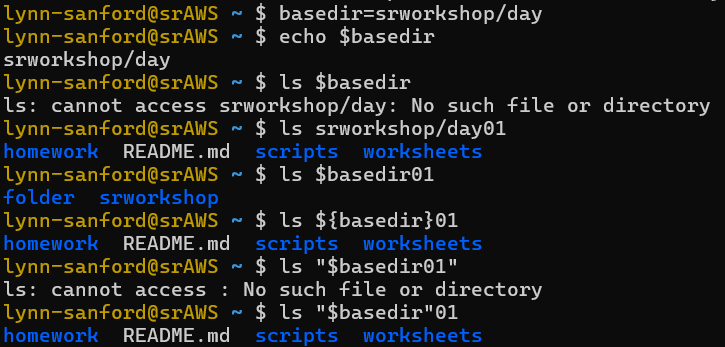 lynn-sanford@srAWS ~ $ basedir=srworkshop/day
lynn-sanford@srAWS ~ $ echo $basedir
srworkshop/day
lynn-sanford@srAWS ~ $ ls $basedir
ls: cannot access srworkshop/day: No such file or directory
lynn-sanford@srAWS ~ $ ls srworkshop/day01
homework  README.md  scripts  worksheets
lynn-sanford@srAWS ~ $ ls $basedir01
folder  srworkshop
lynn-sanford@srAWS ~ $ ls ${basedir}01
homework  README.md  scripts  worksheets
lynn-sanford@srAWS ~ $ ls "$basedir01"
ls: cannot access : No such file or directory
lynn-sanford@srAWS ~ $ ls "$basedir"01
homework  README.md  scripts  worksheets